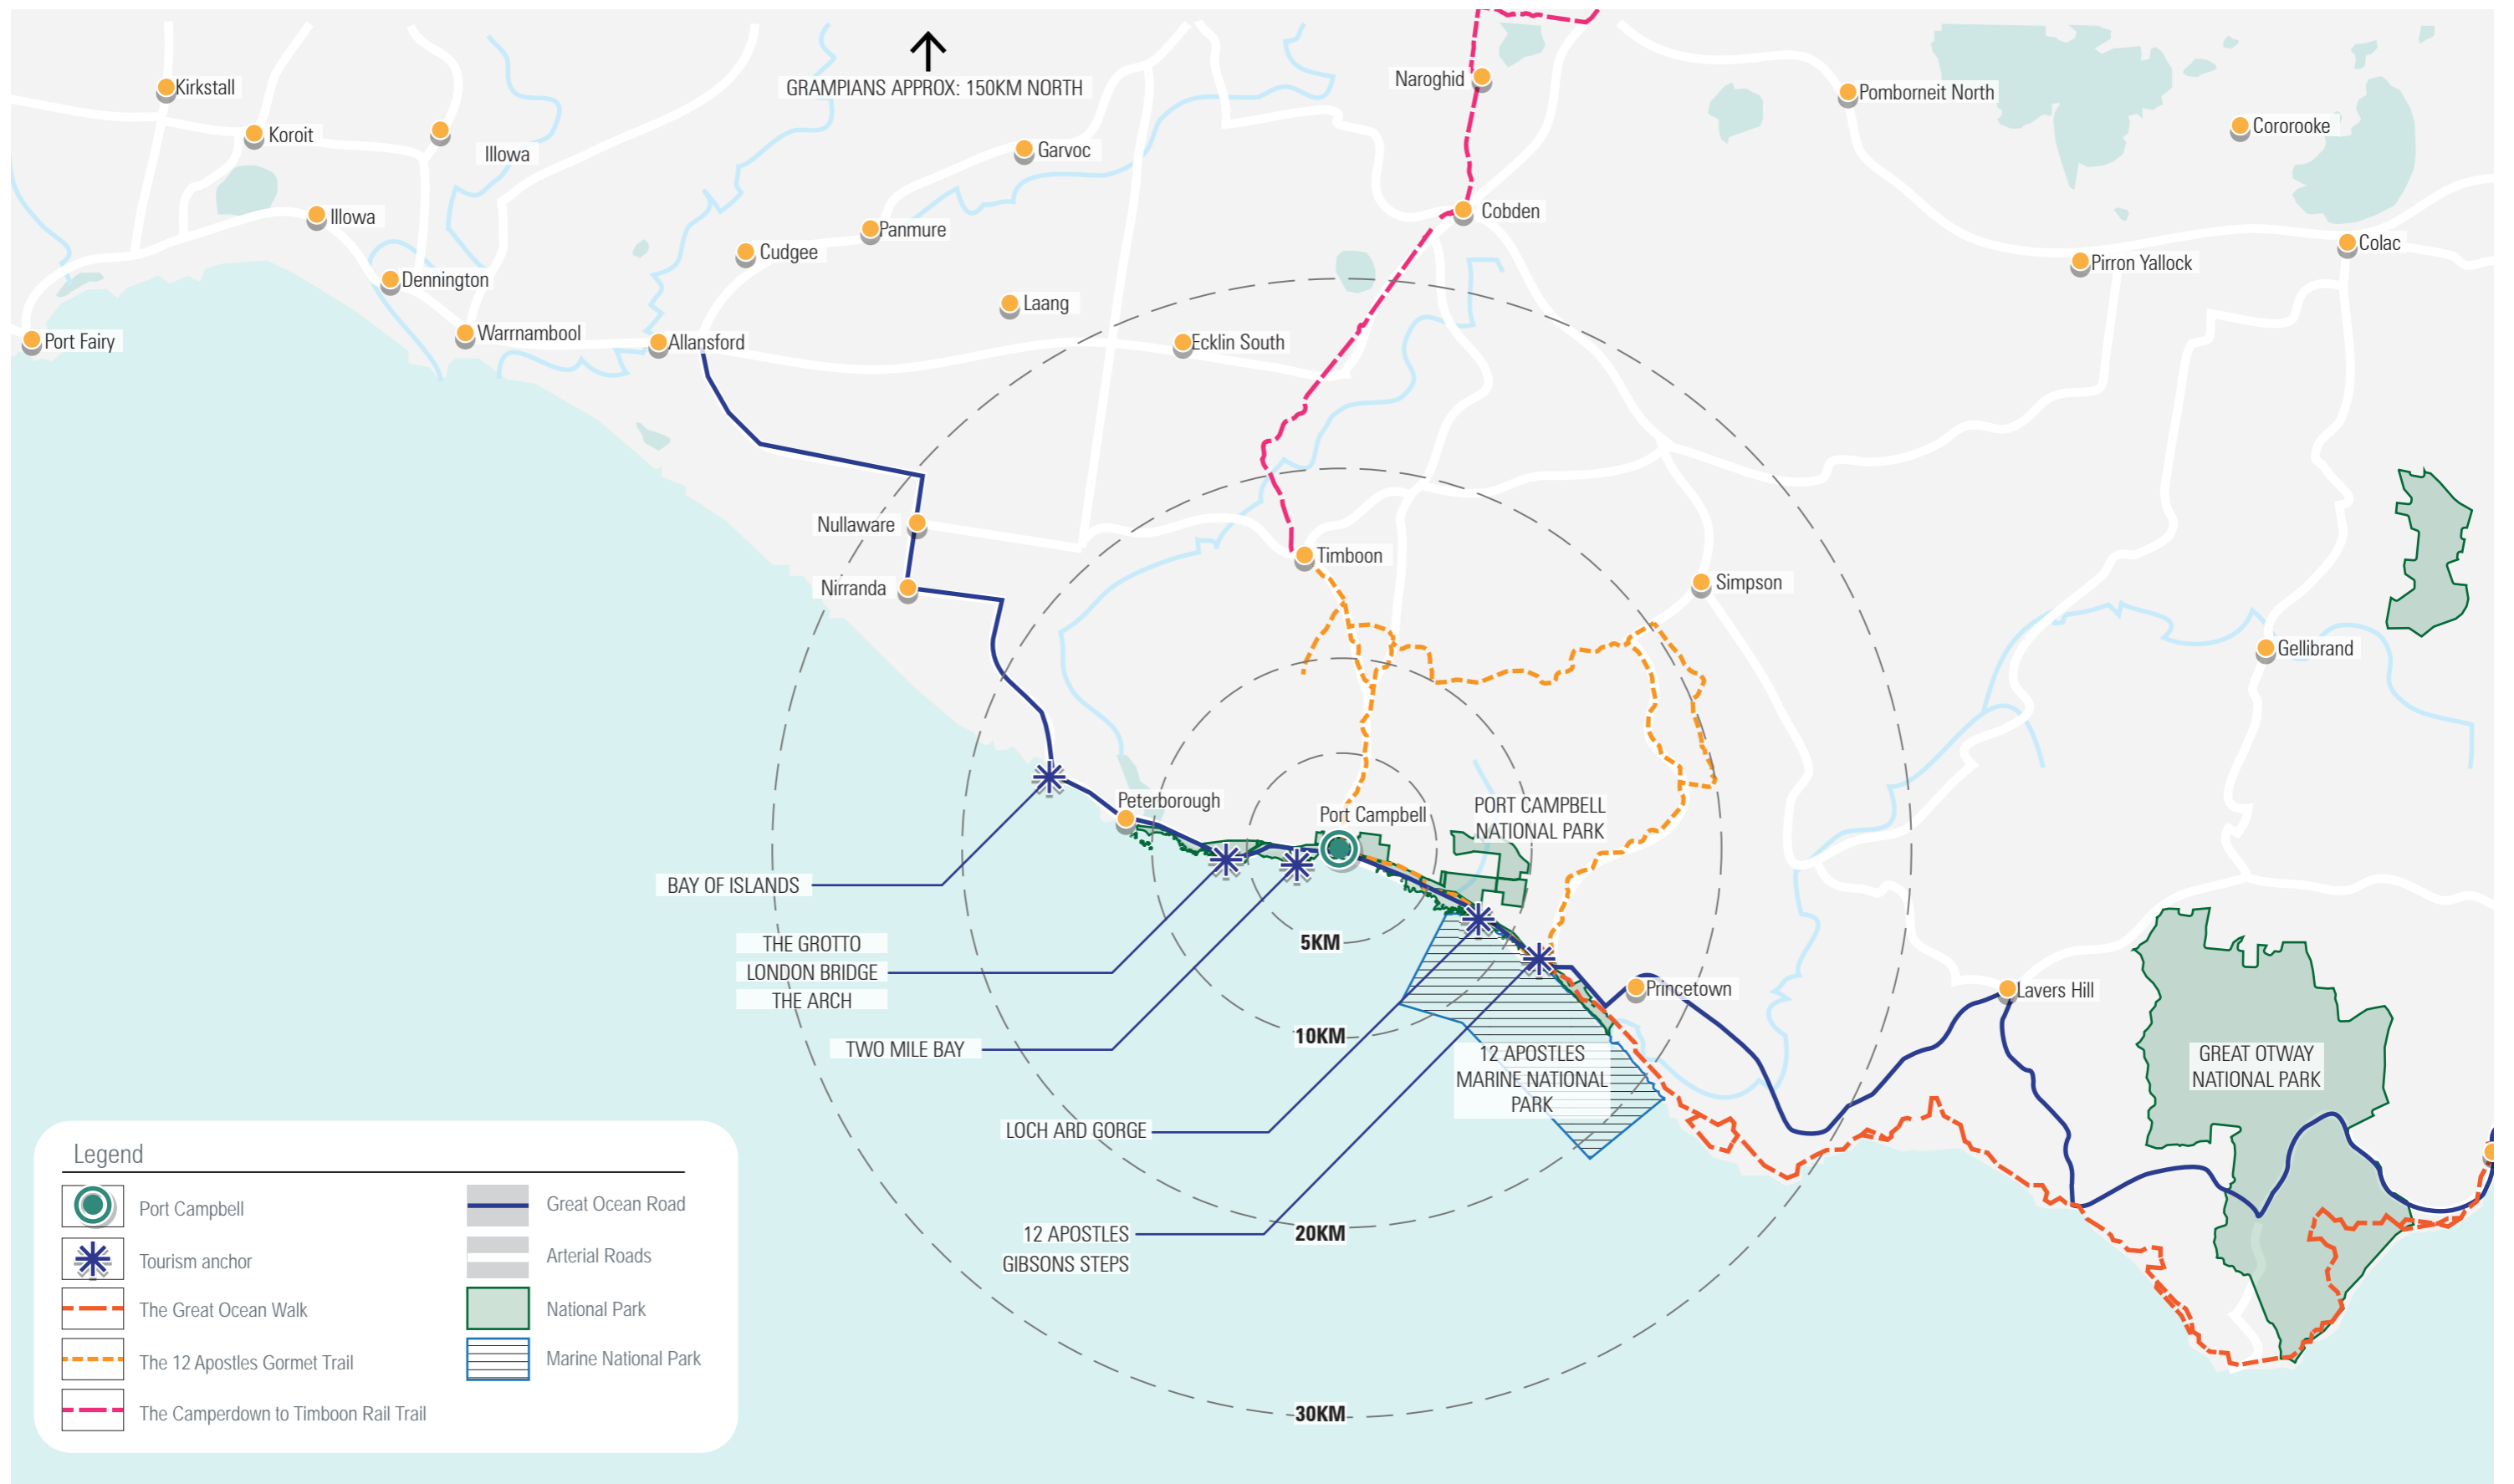 GRAMPIANS APPROX: 150KM NORTH
Kirkstall
Koroit
Illowa
Illowa
Dennington
Port Fairy
Warrnambool
Allansford
Cudgee
Panmure
Garvoc
Laang
Ecklin South
Naroghid
Cobden
Pomborneit North
Cororooke
Colac
Pirron Yallock
Nullaware
Nirranda
Timboon
Simpson
Gellibrand
Peterborough
Port Campbell
PORT CAMPBELL
NATIONAL PARK
BAY OF ISLANDS
THE GROTTO
LONDON BRIDGE
THE ARCH
TWO MILE BAY
LOCH ARD GORGE
12 APOSTLES
GIBSONS STEPS
5KM
10KM
20KM
30KM
Princetown
Lavers Hill
12 APOSTLES
MARINE NATIONAL
PARK
GREAT OTWAY
NATIONAL PARK
Legend
Port Campbell
Tourism anchor
The Great Ocean Walk
The 12 Apostles Gormet Trail
The Camperdown to Timboon Rail Trail
Great Ocean Road
Arterial Roads
National Park
Marine National Park